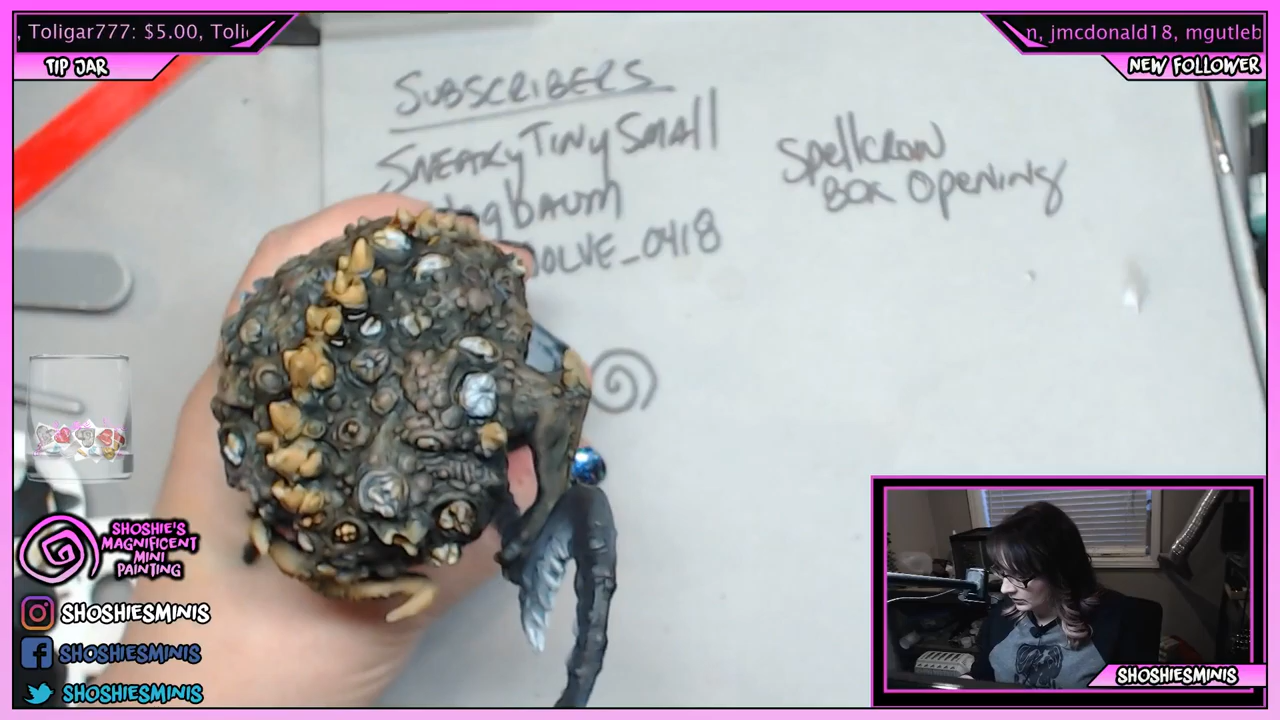 , Toligar777: $5.00, Toli
n, jmcdonald18, mgutleb
TIP JAR
NEW FOLLOWER
SUBSCRIBERS
SNEAKYTINYSMALL
Spellcrow
Box Opening
OLVE_0418
SHOSHIE'S
MAGNIFICENT
MINI
PAINTING
SHOSHIESMINIS
SHOSHIESMINIS
SHOSHIESMINIS
SHOSHIESMINIS